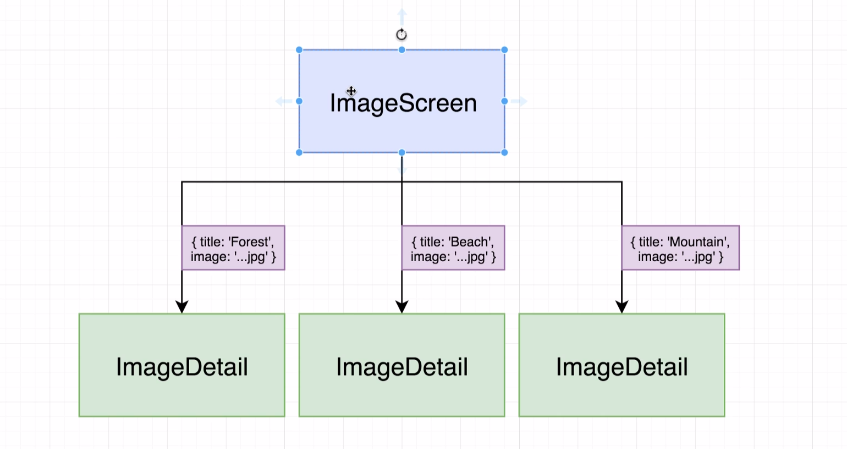 ImageScreen
{ title: 'Forest',
image: '...jpg' }
{ title: 'Beach',
image: '...jpg' }
{ title: 'Mountain',
image: '...jpg' }
ImageDetail
ImageDetail
ImageDetail